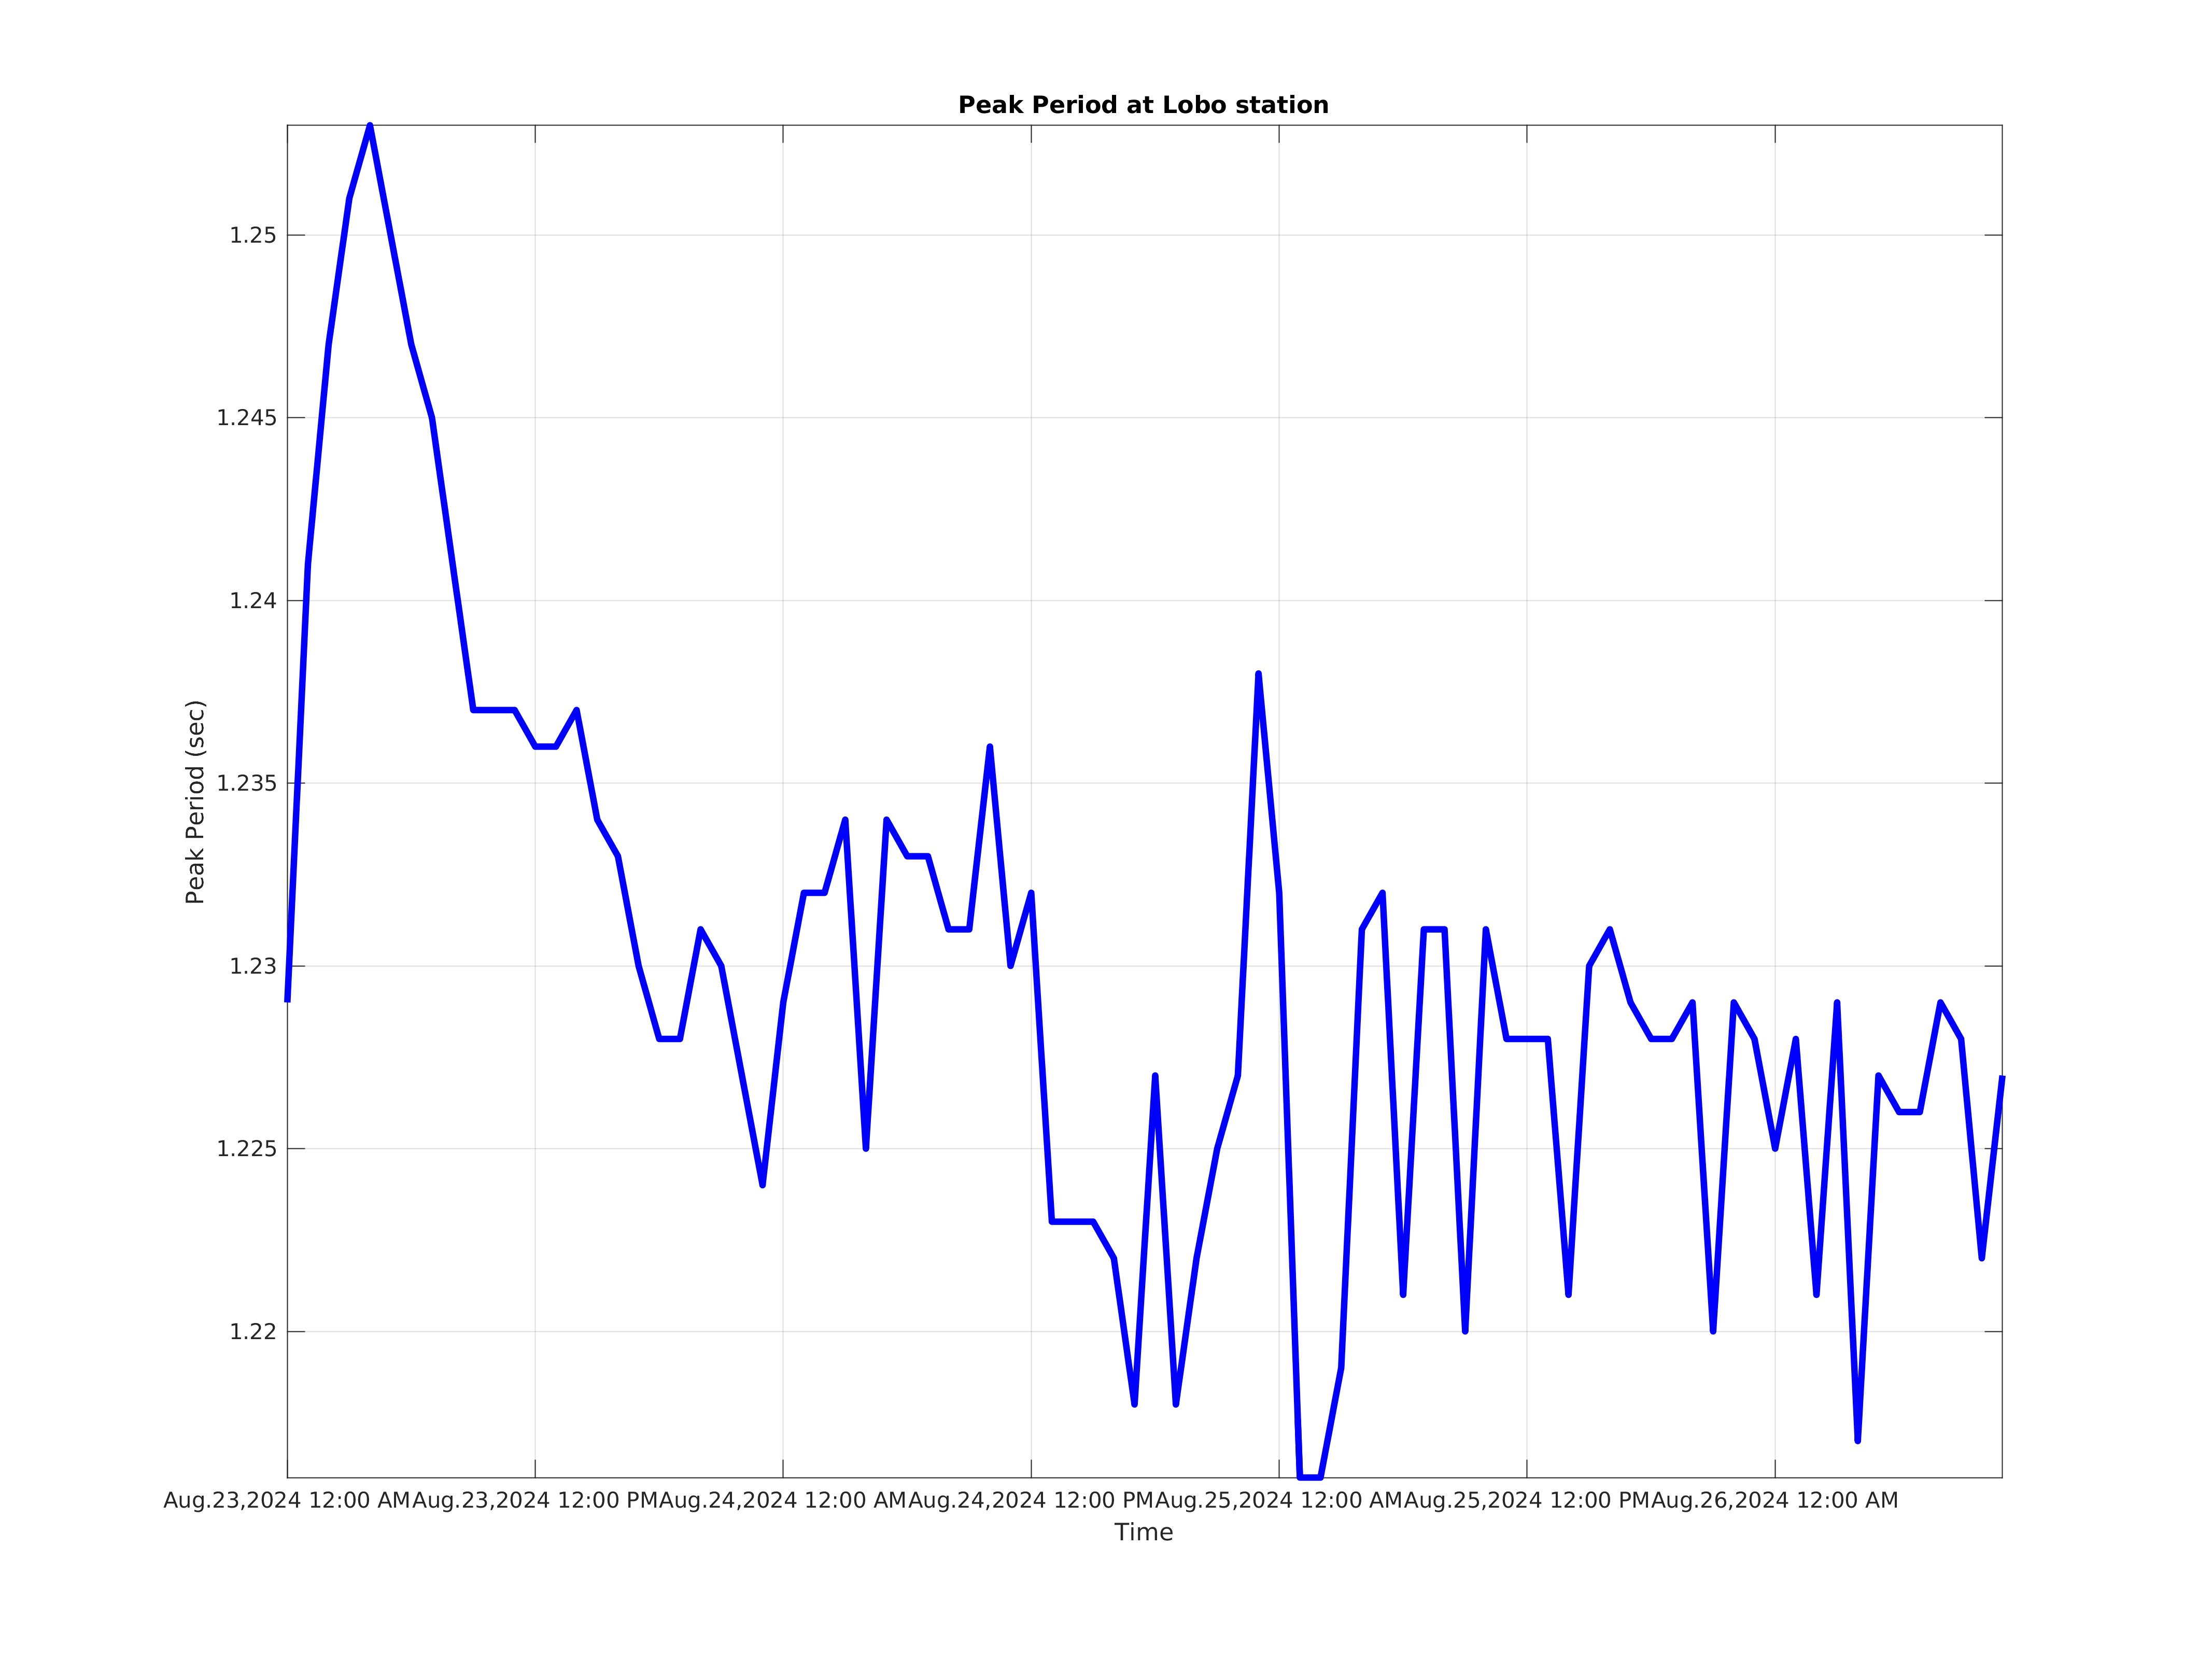 Peak Period at Lobo station
1.25
1.245
1.24
1.235
1.23
1.225
1.22
Peak Period (sec)
Aug.23,2024 12:00 AM Aug.23,2024 12:00 PM Aug.24,2024 12:00 AM Aug.24,2024 12:00 PM Aug.25,2024 12:00 AM Aug.25,2024 12:00 PM Aug.26,2024 12:00 AM
Time